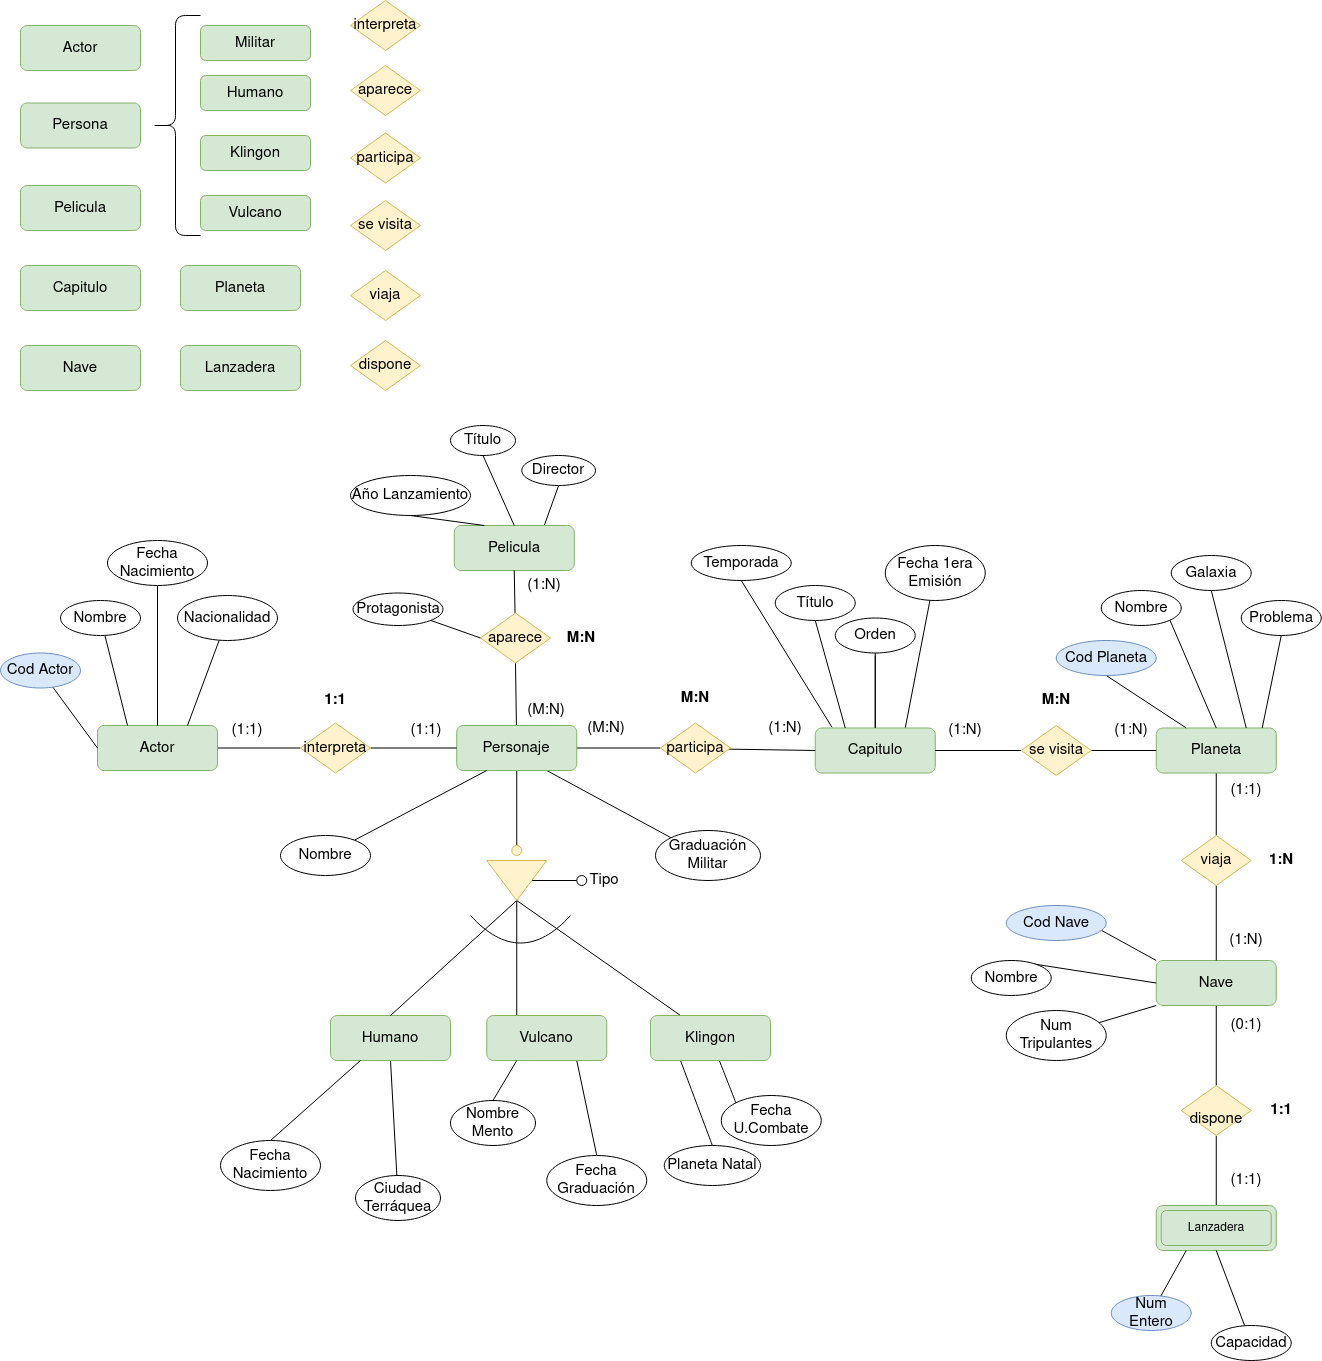 interpreta
Actor
Militar
Humano
aparece
Persona
Klingon
participa
Pelicula
Vulcano
se visita
Capitulo
Planeta
viaja
Nave
Lanzadera
dispone
Título
Director
Año Lanzamiento
Pelicula
(1:N)
Protagonista
aparece
M:N
Fecha
Nacimiento
Nombre
Nacionalidad
Cod Actor
Temporada
Fecha 1era
Emisión
Título
Orden
Galaxia
Nombre
Problema
Cod Planeta
1:1
(M:N)
M:N
M:N
(1:1)
(1:1)
(M:N)
(1:N)
(1:N)
(1:N)
Actor
interpreta
Personaje
participa
Capitulo
se visita
Planeta
(1:1)
Nombre
Graduación
Militar
Tipo
viaja
1:N
Cod Nave
(1:N)
Nombre
Nave
Num
Tripulantes
(0:1)
Humano
Vulcano
Klingon
Nombre
Mento
Fecha
U.Combate
dispone
1:1
Fecha
Nacimiento
Ciudad
Terráquea
Fecha
Graduación
Planeta Natal
(1:1)
Lanzadera
Num
Entero
Capacidad